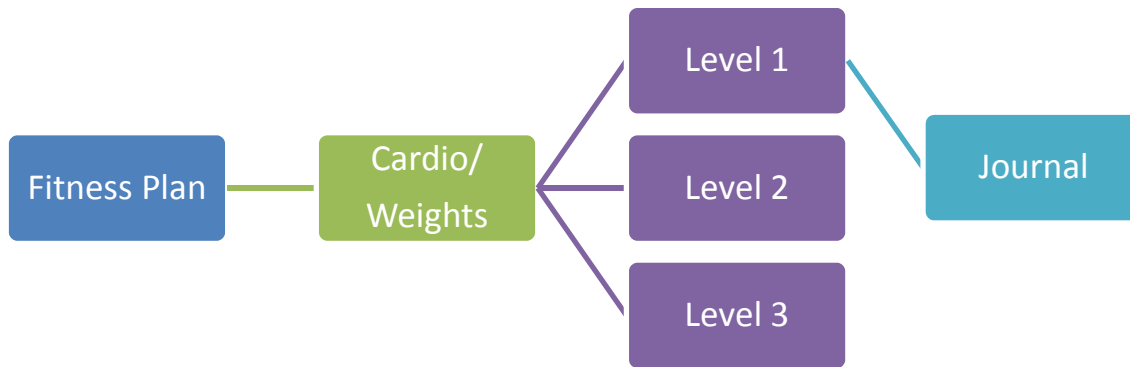 Fitness Plan
Cardio/
Weights
Level 1
Level 2
Level 3
Journal